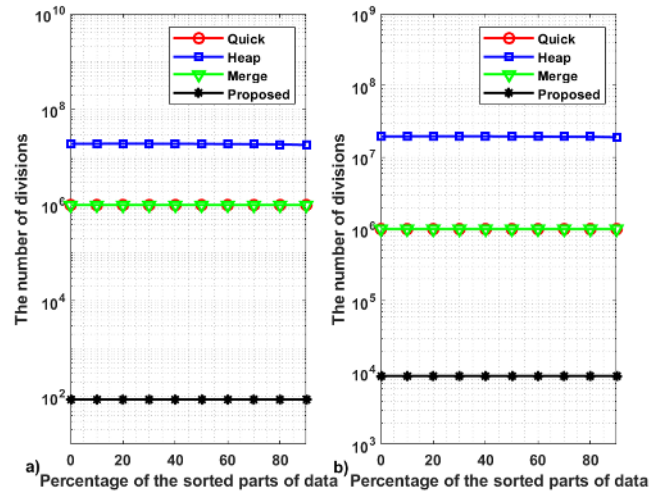 10^10
10^8
10^6
10^4
10^2
The number of divisions
Quick
Heap
Merge
Proposed
0 20 40 60 80
a) Percentage of the sorted parts of data
10^9
10^8
10^7
10^6
10^5
10^4
10^3
The number of divisions
Quick
Heap
Merge
Proposed
0 20 40 60 80
b) Percentage of the sorted parts of data